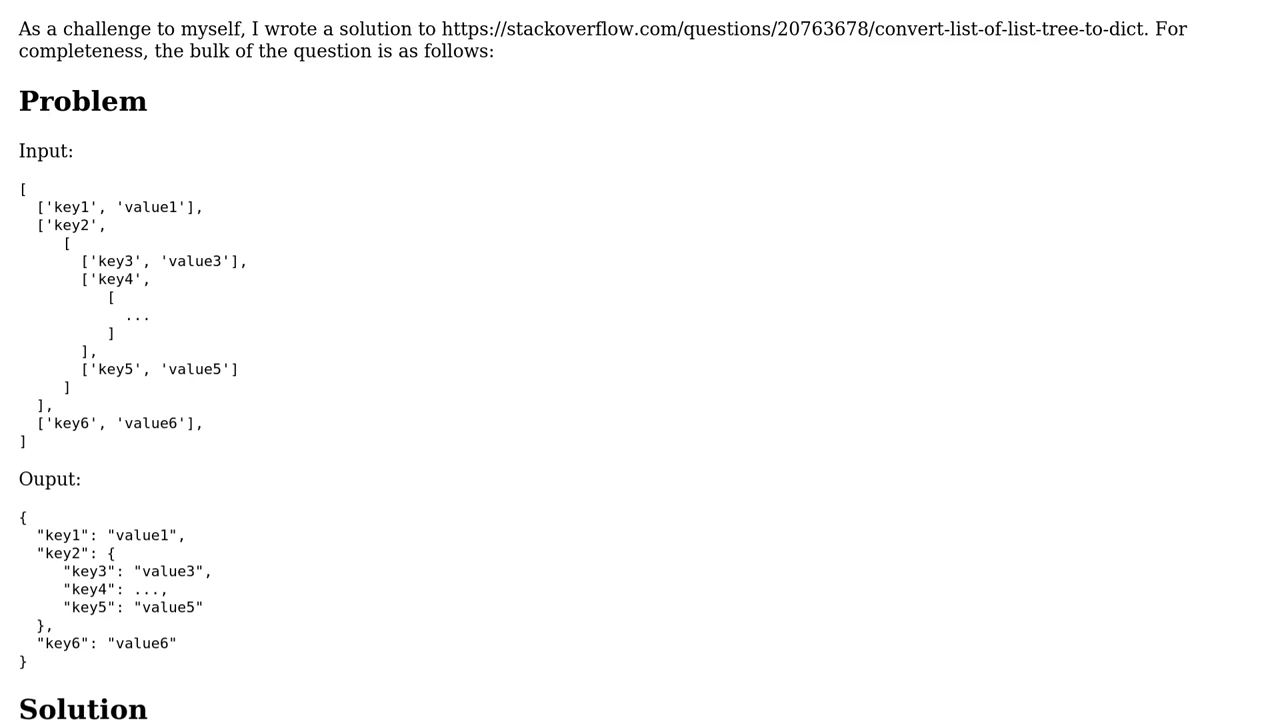 As a challenge to myself, I wrote a solution to https://stackoverflow.com/questions/20763678/convert-list-of-list-tree-to-dict. For
completeness, the bulk of the question is as follows:
Problem
Input:
[
  ['key1', 'value1'],
  ['key2',
     [
       ['key3', 'value3'],
       ['key4',
          [
            ...
          ]
       ],
       ['key5', 'value5']
     ]
  ],
  ['key6', 'value6'],
]
Ouput:
{
  "key1": "value1",
  "key2": {
     "key3": "value3",
     "key4": ...,
     "key5": "value5"
  },
  "key6": "value6"
}
Solution